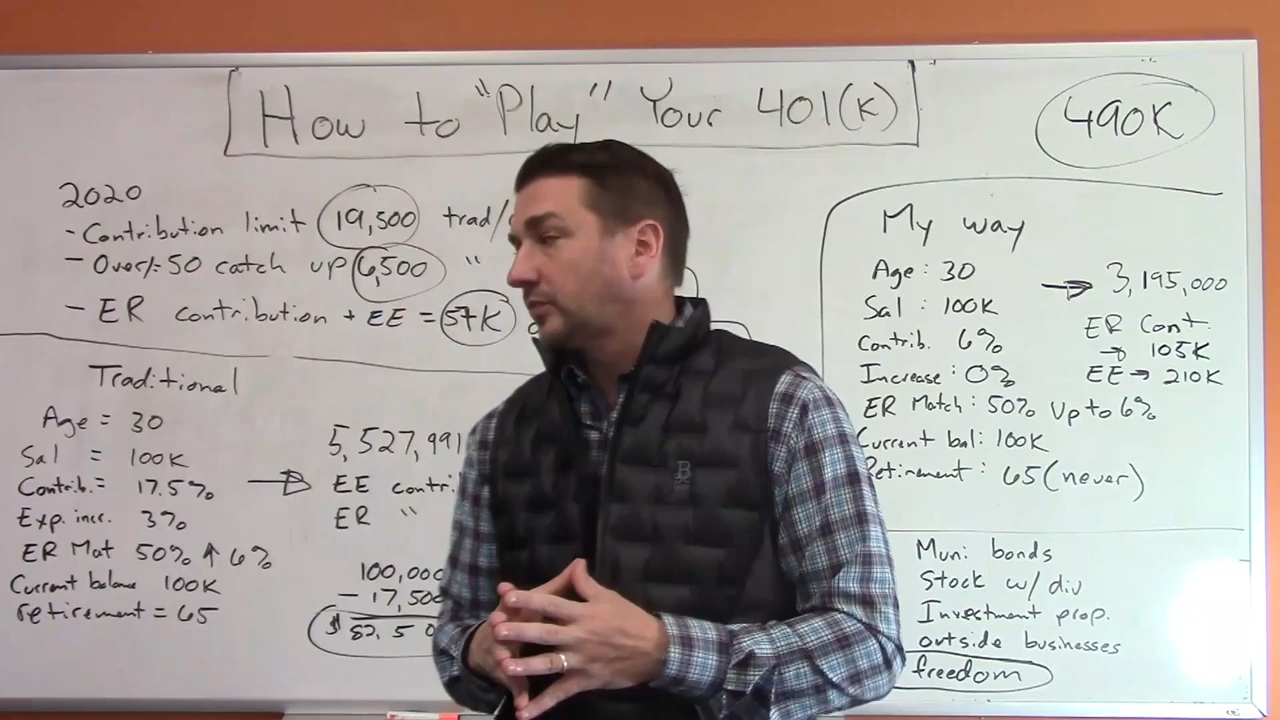 How to "Play" Your 401(k)
490K
2020
- Contribution limit 19,500 trad/
- Over/= 50 catch up 6,500 "
- ER contribution + EE = 57K
Traditional
Age = 30
Sal = 100K
Contrib. = 17.5%
Exp. incr. 3%
ER Mat 50% ↑ 6%
Current balance 100K
retirement = 65
→ 5,527,991
EE contri.
ER "
100,000
- 17,500
$ 82,50
My way
Age: 30
Sal: 100K
Contrib. 6%
Increase: 0%
ER Match: 50% Up to 6%
Current bal: 100K
Retirement: 65 (never)
→ 3,195,000
ER Cont.
→ 105K
EE → 210K
Muni bonds
Stock w/ div
Investment prop.
outside businesses
freedom